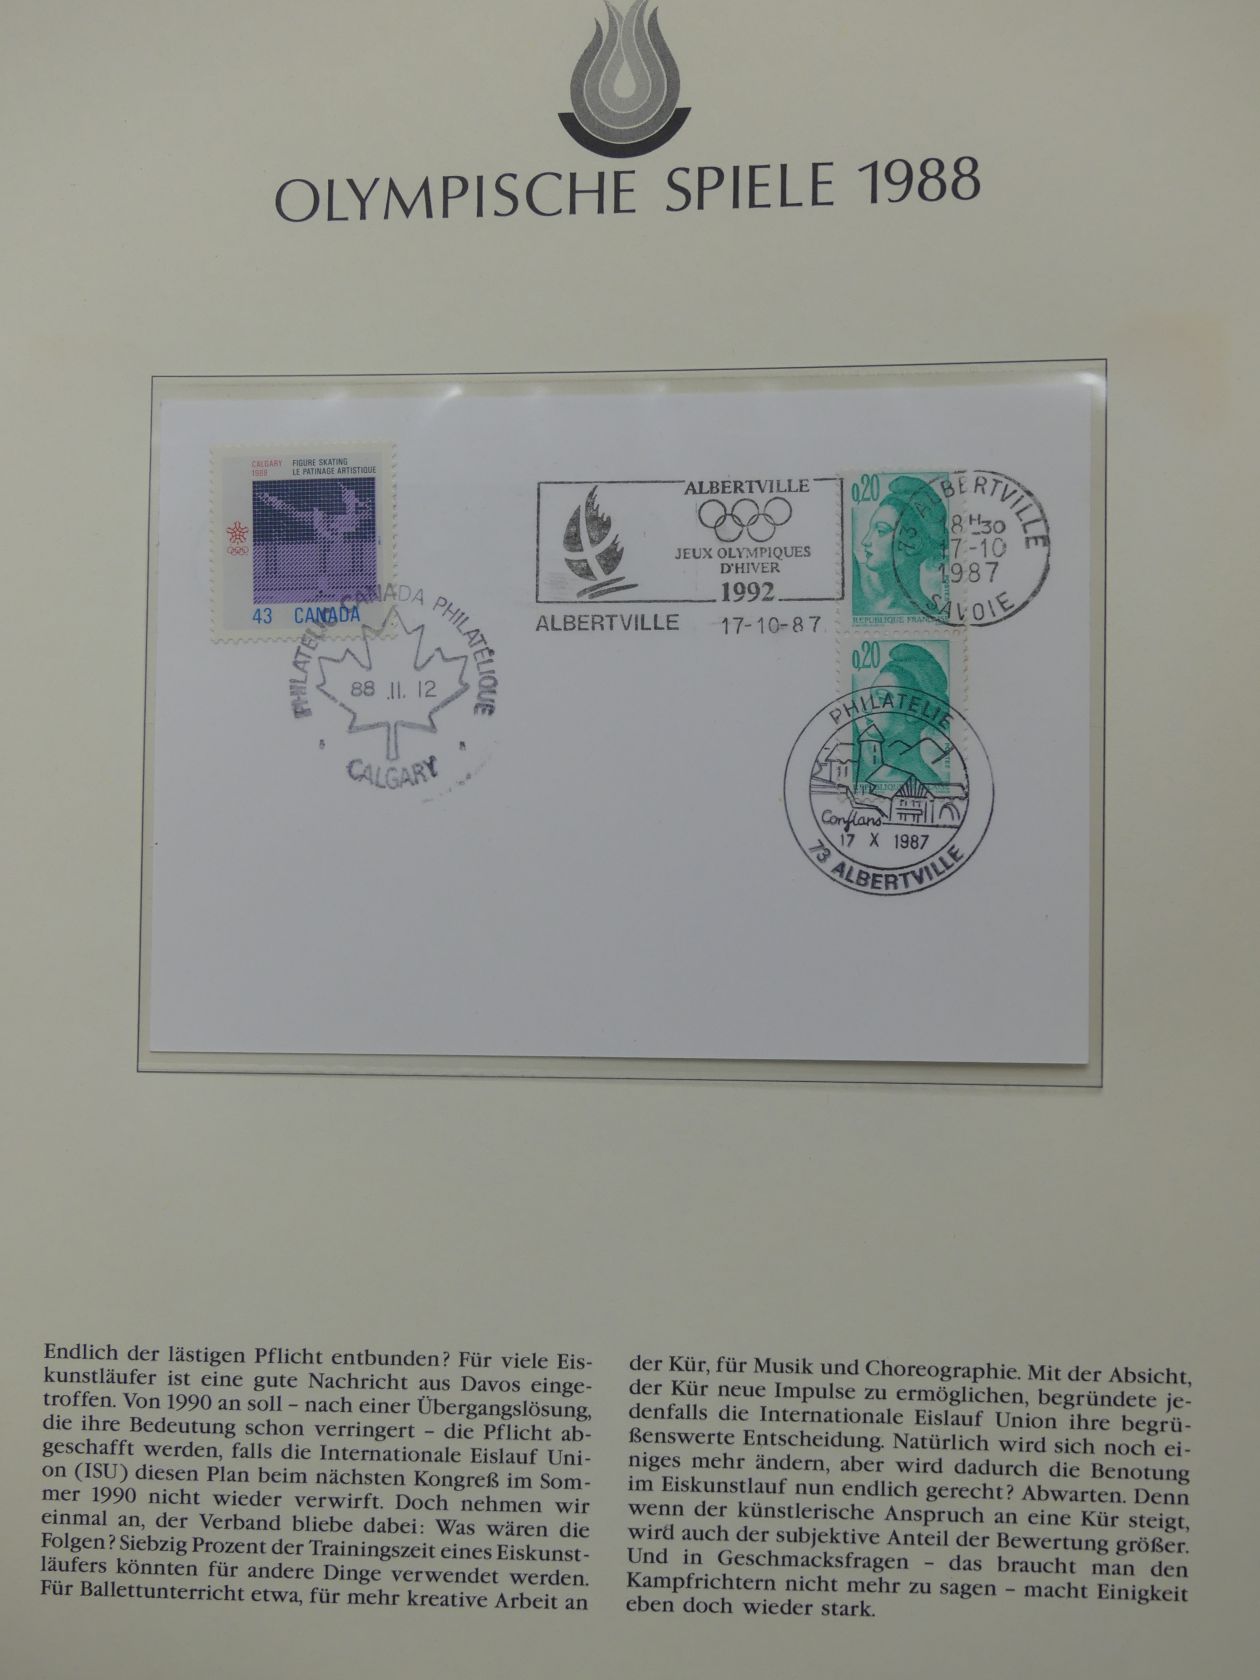 OLYMPISCHE SPIELE 1988
CALGARY 1988
FIGURE SKATING
LE PATINAGE ARTISTIQUE
43 CANADA
PHILATÉLIE CANADA PHILATÉLIQUE
88 .II. 12
CALGARY
ALBERTVILLE
JEUX OLYMPIQUES
D'HIVER
1992
ALBERTVILLE 17-10-87
0,20
REPUBLIQUE FRANÇAISE
73 ALBERTVILLE
18H30
17-10
1987
SAVOIE
0,20
PHILATELIE
Conflans
17 X 1987
73 ALBERTVILLE
Endlich der lästigen Pflicht entbunden? Für viele Eis-
kunstläufer ist eine gute Nachricht aus Davos einge-
troffen. Von 1990 an soll – nach einer Übergangslösung,
die ihre Bedeutung schon verringert – die Pflicht ab-
geschafft werden, falls die Internationale Eislauf Uni-
on (ISU) diesen Plan beim nächsten Kongreß im Som-
mer 1990 nicht wieder verwirft. Doch nehmen wir
einmal an, der Verband bliebe dabei: Was wären die
Folgen? Siebzig Prozent der Trainingszeit eines Eiskunst-
läufers könnten für andere Dinge verwendet werden.
Für Ballettunterricht etwa, für mehr kreative Arbeit an
der Kür, für Musik und Choreographie. Mit der Absicht,
der Kür neue Impulse zu ermöglichen, begründete je-
denfalls die Internationale Eislauf Union ihre begrü-
ßenswerte Entscheidung. Natürlich wird sich noch ei-
niges mehr ändern, aber wird dadurch die Benotung
im Eiskunstlauf nun endlich gerecht? Abwarten. Denn
wenn der künstlerische Anspruch an eine Kür steigt,
wird auch der subjektive Anteil der Bewertung größer.
Und in Geschmacksfragen – das braucht man den
Kampfrichtern nicht mehr zu sagen – macht Einigkeit
eben doch wieder stark.